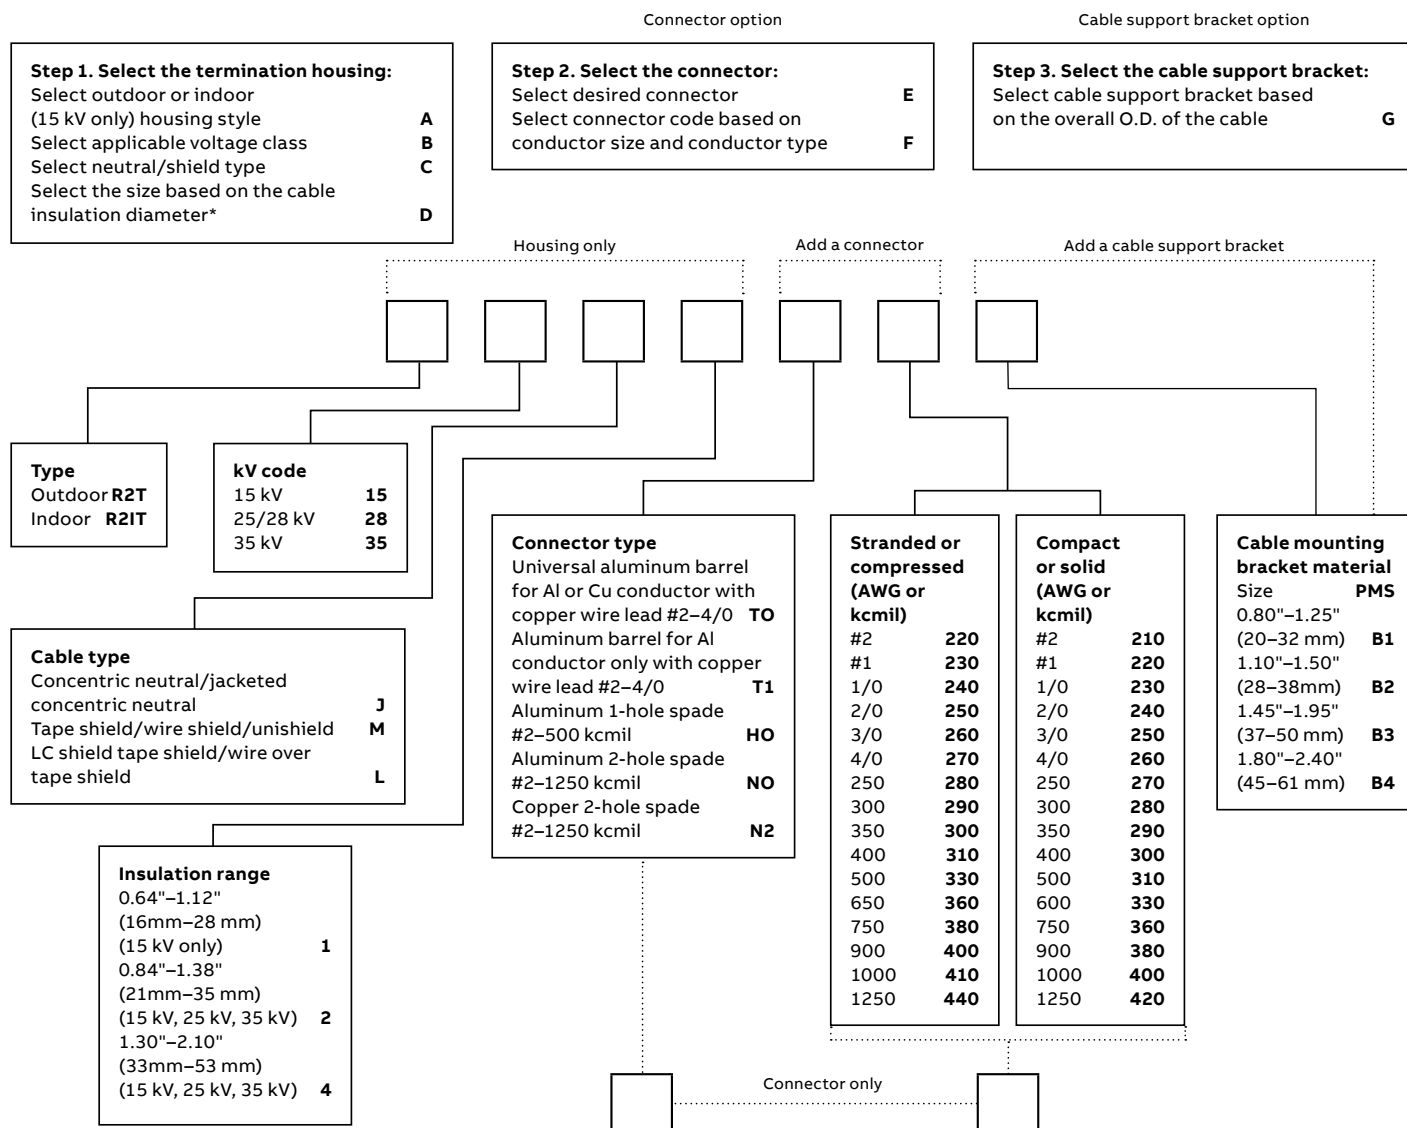 Connector option
Cable support bracket option
Step 1. Select the termination housing:
Select outdoor or indoor
(15 kV only) housing style A
Select applicable voltage class B
Select neutral/shield type C
Select the size based on the cable
insulation diameter* D
Step 2. Select the connector:
Select desired connector E
Select connector code based on
conductor size and conductor type F
Step 3. Select the cable support bracket:
Select cable support bracket based
on the overall O.D. of the cable G
Housing only
Add a connector
Add a cable support bracket
Type
Outdoor R2T
Indoor R2IT
kV code
15 kV 15
25/28 kV 28
35 kV 35
Cable type
Concentric neutral/jacketed
concentric neutral J
Tape shield/wire shield/unishield M
LC shield tape shield/wire over
tape shield L
Insulation range
0.64"–1.12"
(16mm–28 mm)
(15 kV only) 1
0.84"–1.38"
(21mm–35 mm)
(15 kV, 25 kV, 35 kV) 2
1.30"–2.10"
(33mm–53 mm)
(15 kV, 25 kV, 35 kV) 4
Connector type
Universal aluminum barrel
for Al or Cu conductor with
copper wire lead #2–4/0 TO
Aluminum barrel for Al
conductor only with copper
wire lead #2–4/0 T1
Aluminum 1-hole spade
#2–500 kcmil HO
Aluminum 2-hole spade
#2–1250 kcmil NO
Copper 2-hole spade
#2–1250 kcmil N2
Stranded or
compressed
(AWG or
kcmil)
#2 220
#1 230
1/0 240
2/0 250
3/0 260
4/0 270
250 280
300 290
350 300
400 310
500 330
650 360
750 380
900 400
1000 410
1250 440
Compact
or solid
(AWG or
kcmil)
#2 210
#1 220
1/0 230
2/0 240
3/0 250
4/0 260
250 270
300 280
350 290
400 300
500 310
600 330
750 360
900 380
1000 400
1250 420
Cable mounting
bracket material
Size PMS
0.80"–1.25"
(20–32 mm) B1
1.10"–1.50"
(28–38mm) B2
1.45"–1.95"
(37–50 mm) B3
1.80"–2.40"
(45–61 mm) B4
Connector only